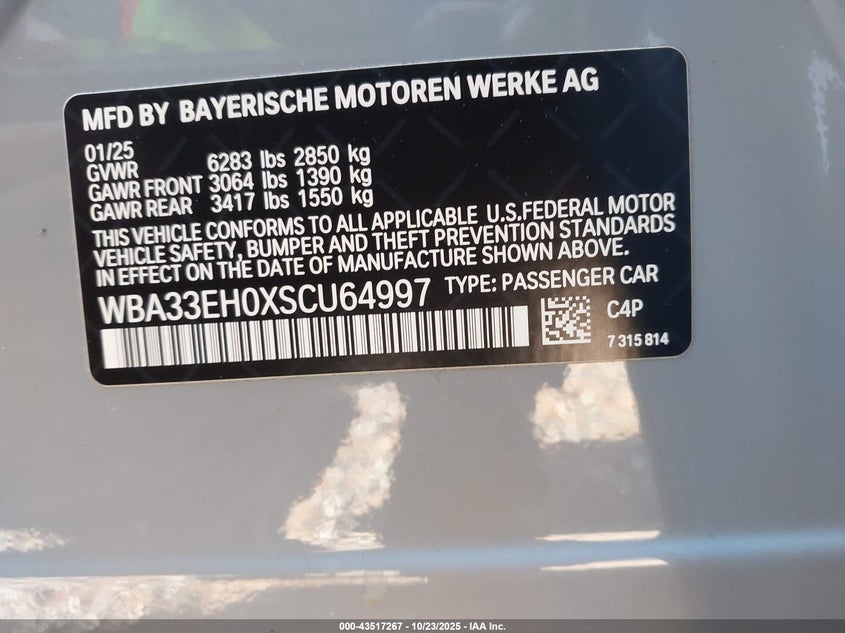 MFD BY BAYERISCHE MOTOREN WERKE AG
01/25
GVWR 6283 lbs 2850 kg
GAWR FRONT 3064 lbs 1390 kg
GAWR REAR 3417 lbs 1550 kg
THIS VEHICLE CONFORMS TO ALL APPLICABLE U.S.FEDERAL MOTOR
VEHICLE SAFETY, BUMPER AND THEFT PREVENTION STANDARDS
IN EFFECT ON THE DATE OF MANUFACTURE SHOWN ABOVE.
WBA33EH0XSCU64997 TYPE: PASSENGER CAR
C4P
7 315 814
000-43517267 - 10/23/2025 - IAA Inc.